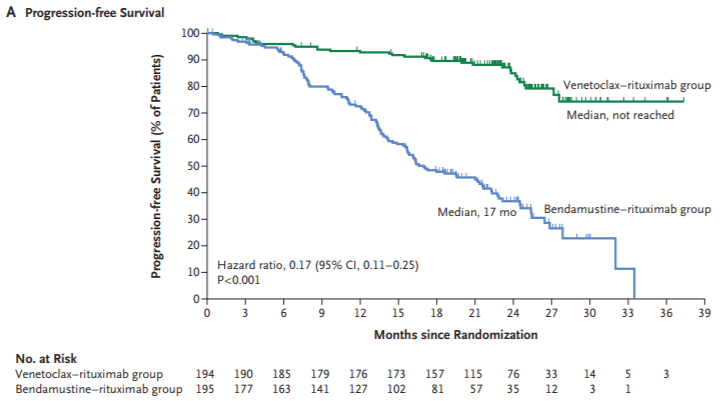 A Progression-free Survival
Progression-free Survival (% of Patients)
100
90
80
70
60
50
40
30
20
10
0
Venetoclax–rituximab group
Median, not reached
Median, 17 mo
Bendamustine–rituximab group
Hazard ratio, 0.17 (95% CI, 0.11–0.25)
P<0.001
0 3 6 9 12 15 18 21 24 27 30 33 36 39
Months since Randomization
No. at Risk
Venetoclax–rituximab group 194 190 185 179 176 173 157 115 76 33 14 5 3
Bendamustine–rituximab group 195 177 163 141 127 102 81 57 35 12 3 1